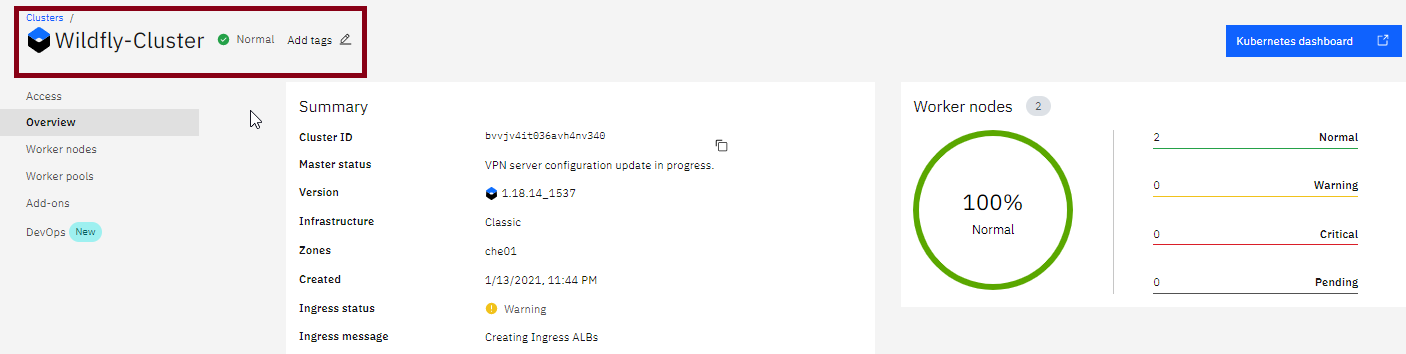 Clusters /
Wildfly-Cluster Normal Add tags
Kubernetes dashboard
Access
Overview
Worker nodes
Worker pools
Add-ons
DevOps New
Summary
Cluster ID bvvjv4it036avh4nv340
Master status VPN server configuration update in progress.
Version 1.18.14_1537
Infrastructure Classic
Zones che01
Created 1/13/2021, 11:44 PM
Ingress status Warning
Ingress message Creating Ingress ALBs
Worker nodes 2
100%
Normal
2 Normal
0 Warning
0 Critical
0 Pending